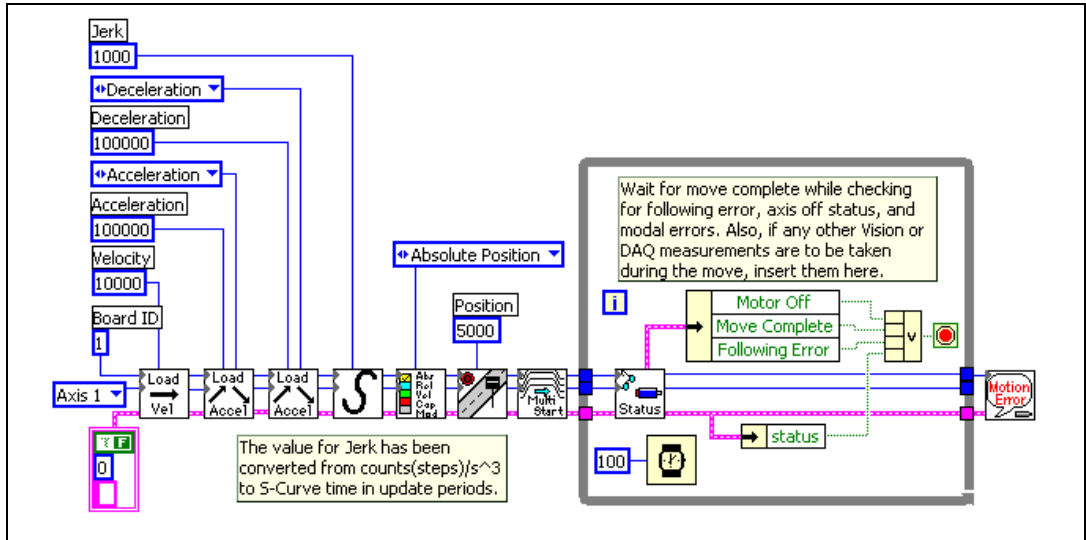 Jerk
1000
Deceleration
Deceleration
100000
Acceleration
Acceleration
100000
Velocity
10000
Board ID
1
Axis 1
Absolute Position
Position
5000
Load
Vel
Load
Accel
Load
Accel
S
Abs
Rel
Vel
Cap
Mod
Multi
Start
F
0
The value for Jerk has been
converted from counts(steps)/s^3
to S-Curve time in update periods.
Wait for move complete while checking
for following error, axis off status, and
modal errors. Also, if any other Vision or
DAQ measurements are to be taken
during the move, insert them here.
i
Motor Off
Move Complete
Following Error
v
Status
status
100
Motion
Error